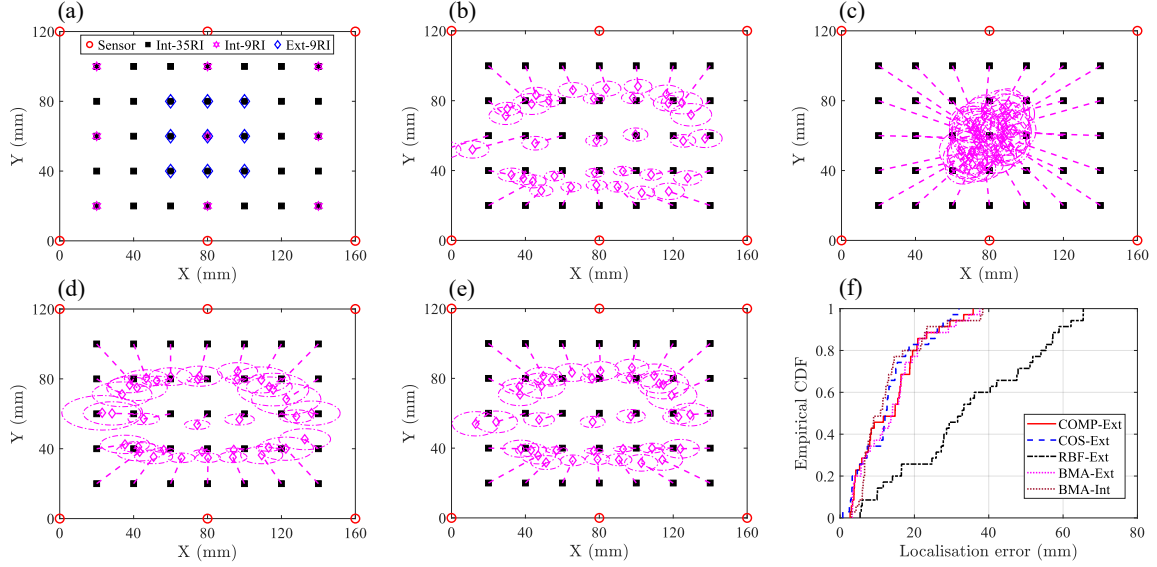 (a)
120
80
40
0
0
40
80
120
160
Y (mm)
X (mm)
Sensor
Int-35RI
Int-9RI
Ext-9RI
(b)
120
80
40
0
0
40
80
120
160
Y (mm)
X (mm)
(c)
120
80
40
0
0
40
80
120
160
Y (mm)
X (mm)
(d)
120
80
40
0
0
40
80
120
160
Y (mm)
X (mm)
(e)
120
80
40
0
0
40
80
120
160
Y (mm)
X (mm)
(f)
1
0.8
0.6
0.4
0.2
0
0
20
40
60
80
Empirical CDF
Localisation error (mm)
COMP-Ext
COS-Ext
RBF-Ext
BMA-Ext
BMA-Int